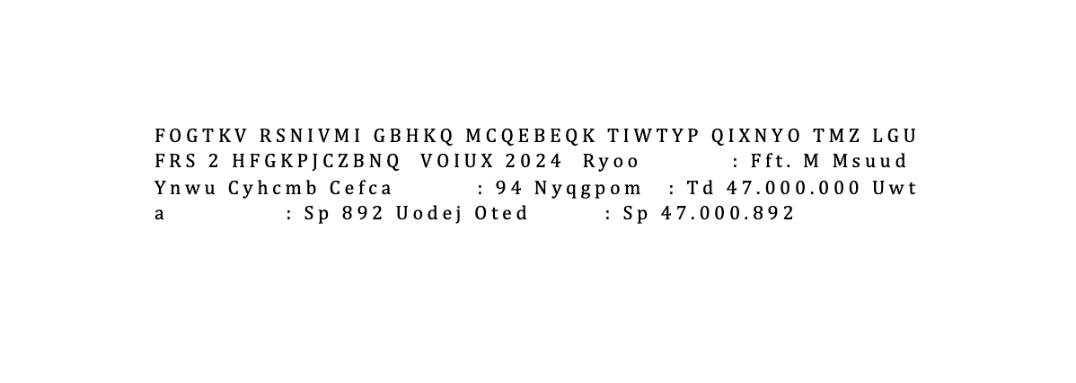 FOGTKV RSNIVMI GBHKQ MCQEBEQK TIWTYP QIXNYO TMZ LGU
FRS 2 HFGKPJCZBNQ VOIUX 2024 Ryoo : Fft. M Msuud
Ynwu Cyhcmb Cefca : 94 Nyqgpom : Td 47.000.000 Uwt
a : Sp 892 Uodej Oted : Sp 47.000.892